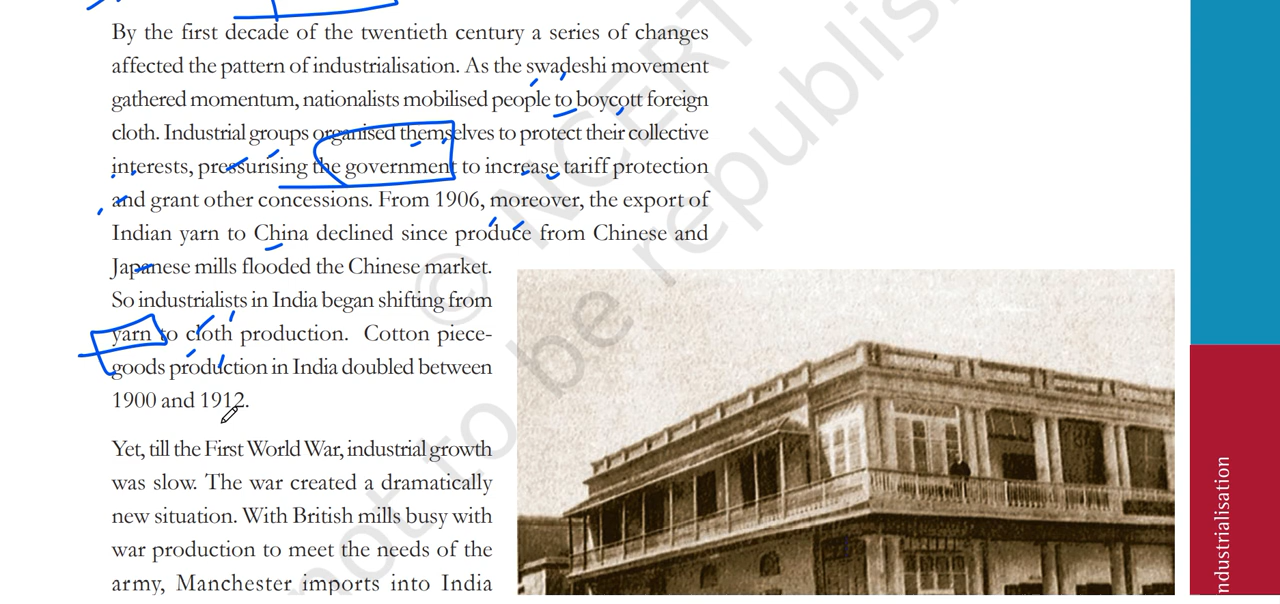 By the first decade of the twentieth century a series of changes
affected the pattern of industrialisation. As the swadeshi movement
gathered momentum, nationalists mobilised people to boycott foreign
cloth. Industrial groups organised themselves to protect their collective
interests, pressurising the government to increase tariff protection
and grant other concessions. From 1906, moreover, the export of
Indian yarn to China declined since produce from Chinese and
Japanese mills flooded the Chinese market.
So industrialists in India began shifting from
yarn to cloth production. Cotton piece-
goods production in India doubled between
1900 and 1912.
Yet, till the First World War, industrial growth
was slow. The war created a dramatically
new situation. With British mills busy with
war production to meet the needs of the
army, Manchester imports into India
© NCERT
not to be republis
ndustrialisation